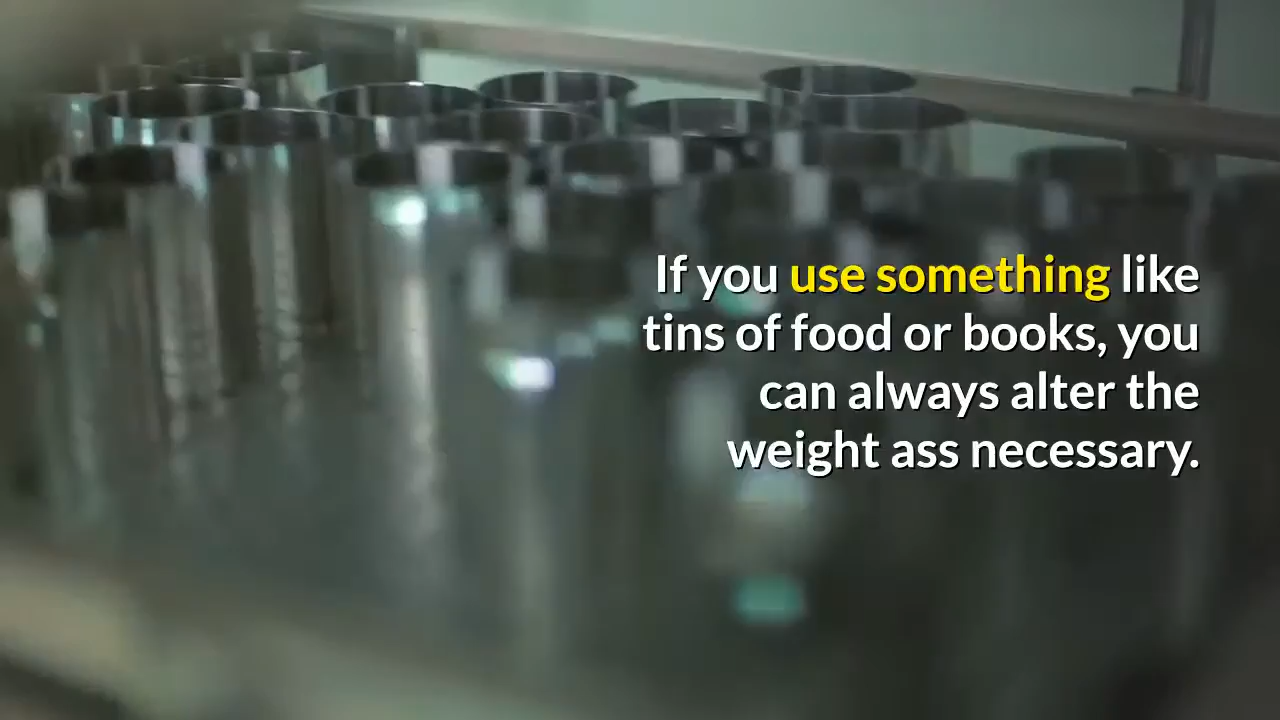 If you use something like
tins of food or books, you
can always alter the
weight ass necessary.